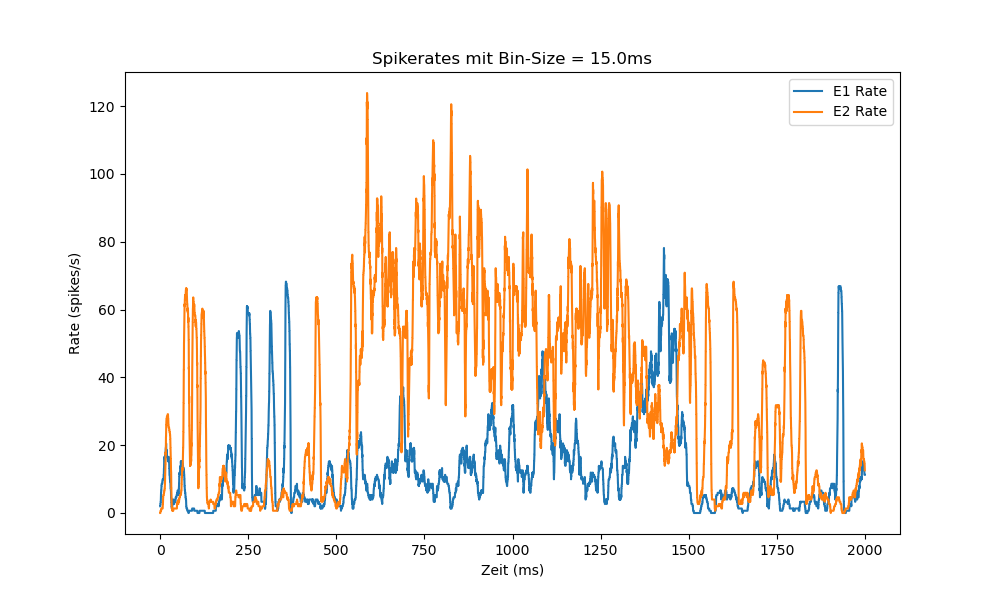 Spikerates mit Bin-Size = 15.0ms
E1 Rate
E2 Rate
Rate (spikes/s)
120
100
80
60
40
20
0
0 250 500 750 1000 1250 1500 1750 2000
Zeit (ms)